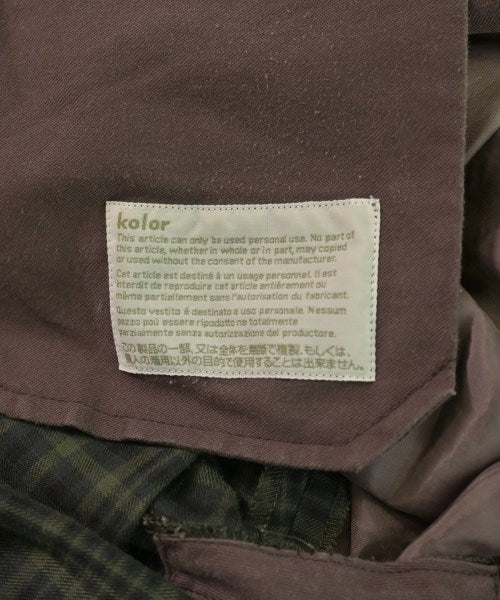 kolor
This article can only be used personal use. No part of
this article, whether in whole or in part, may copied
or used without the consent of the manufacturer.
Cet article est destiné à un usage personnel. Il est
interdit de reproduire cet article entiérement ou
même partiellement sans l'autorisation du fabricant.
Questo vestito é destinato a uso personale. Nessum
pezzo poù essere ripodotto ne totalmente
parzialmente senza autorizzazione del produttore.
この製品の一部、又は全体を無断で複製、もしくは、
個人の着用以外の目的で使用することは出来ません。